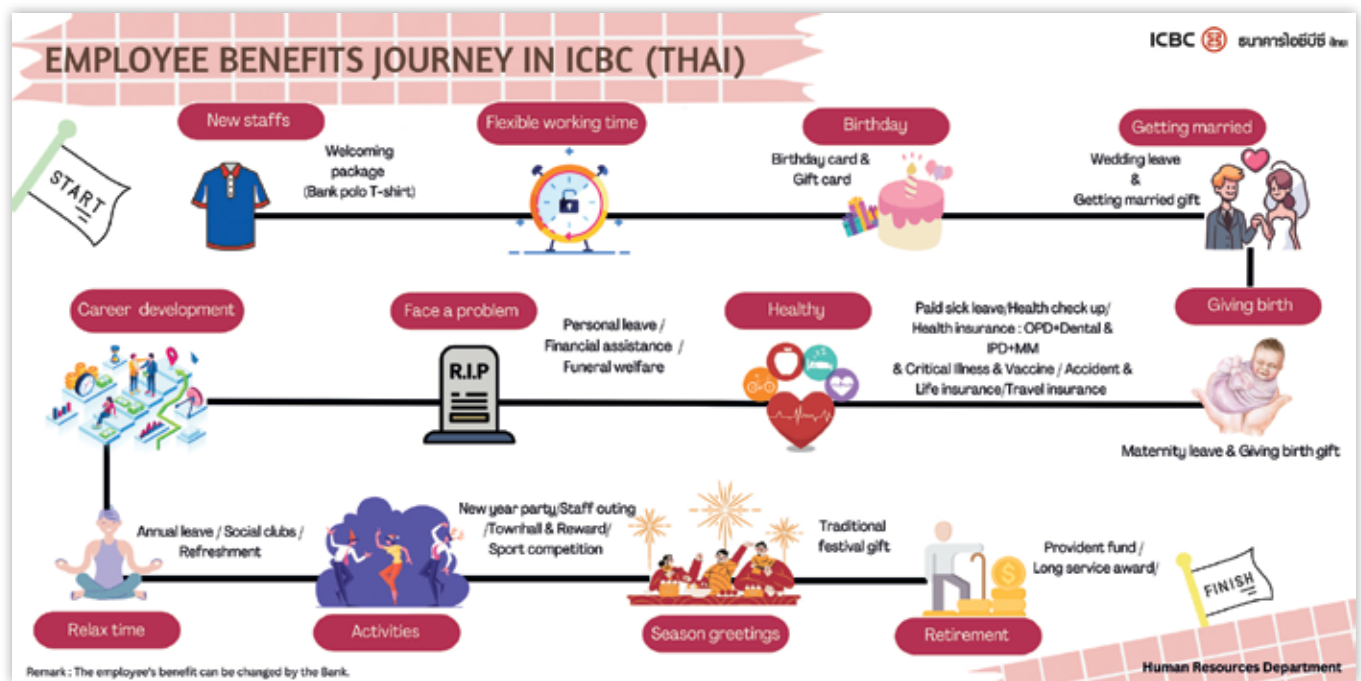 EMPLOYEE BENEFITS JOURNEY IN ICBC (THAI)
ICBC ธนาคารไอซีบีซี (ไทย)
START
New staffs
Welcoming
package
(Bank polo T-shirt)
Flexible working time
Birthday
Birthday card &
Gift card
Getting married
Wedding leave
&
Getting married gift
Career development
Face a problem
R.I.P
Personal leave /
Financial assistance /
Funeral welfare
Healthy
Paid sick leave/Health check up/
Health insurance : OPD+Dental &
IPD+MM
& Critical Illness & Vaccine / Accident &
Life insurance/Travel insurance
Giving birth
Maternity leave & Giving birth gift
Annual leave / Social clubs /
Refreshment
Relax time
New year party/Staff outing
/Townhall & Reward/
Sport competition
Activities
Traditional
festival gift
Season greetings
Provident fund /
Long service award/
Retirement
FINISH
Remark : The employee's benefit can be changed by the Bank.
Human Resources Department